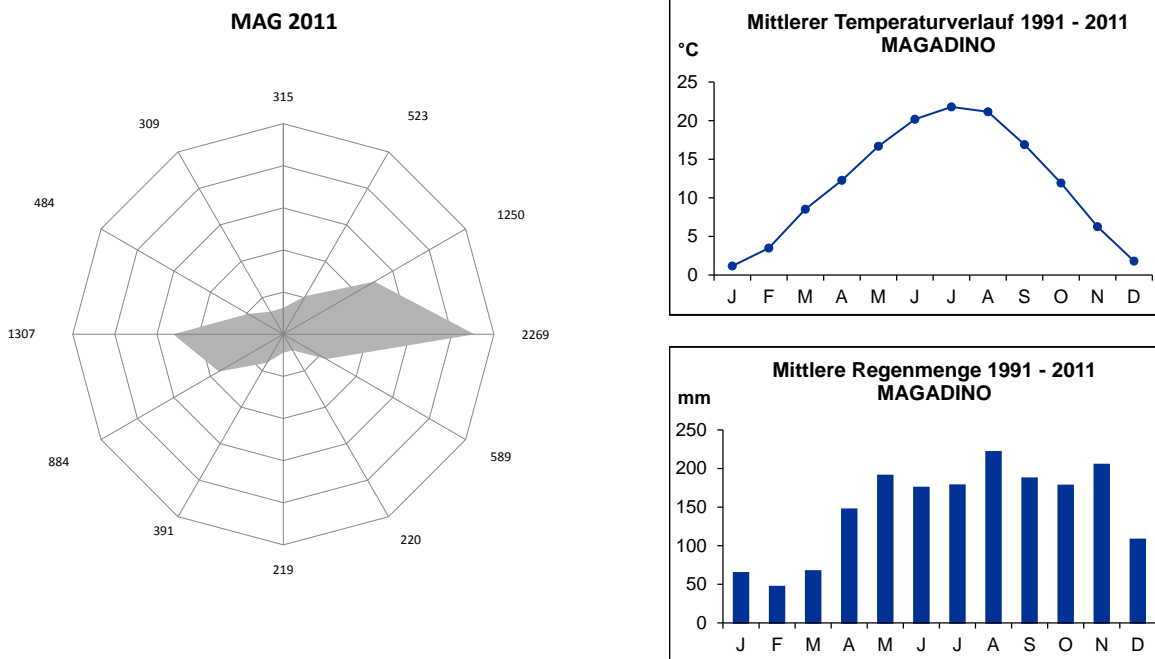 MAG 2011
315
523
1250
2269
589
220
219
391
884
1307
484
309
Mittlerer Temperaturverlauf 1991 - 2011
MAGADINO
°C
25
20
15
10
5
0
J F M A M J J A S O N D
Mittlere Regenmenge 1991 - 2011
MAGADINO
mm
250
200
150
100
50
0
J F M A M J J A S O N D